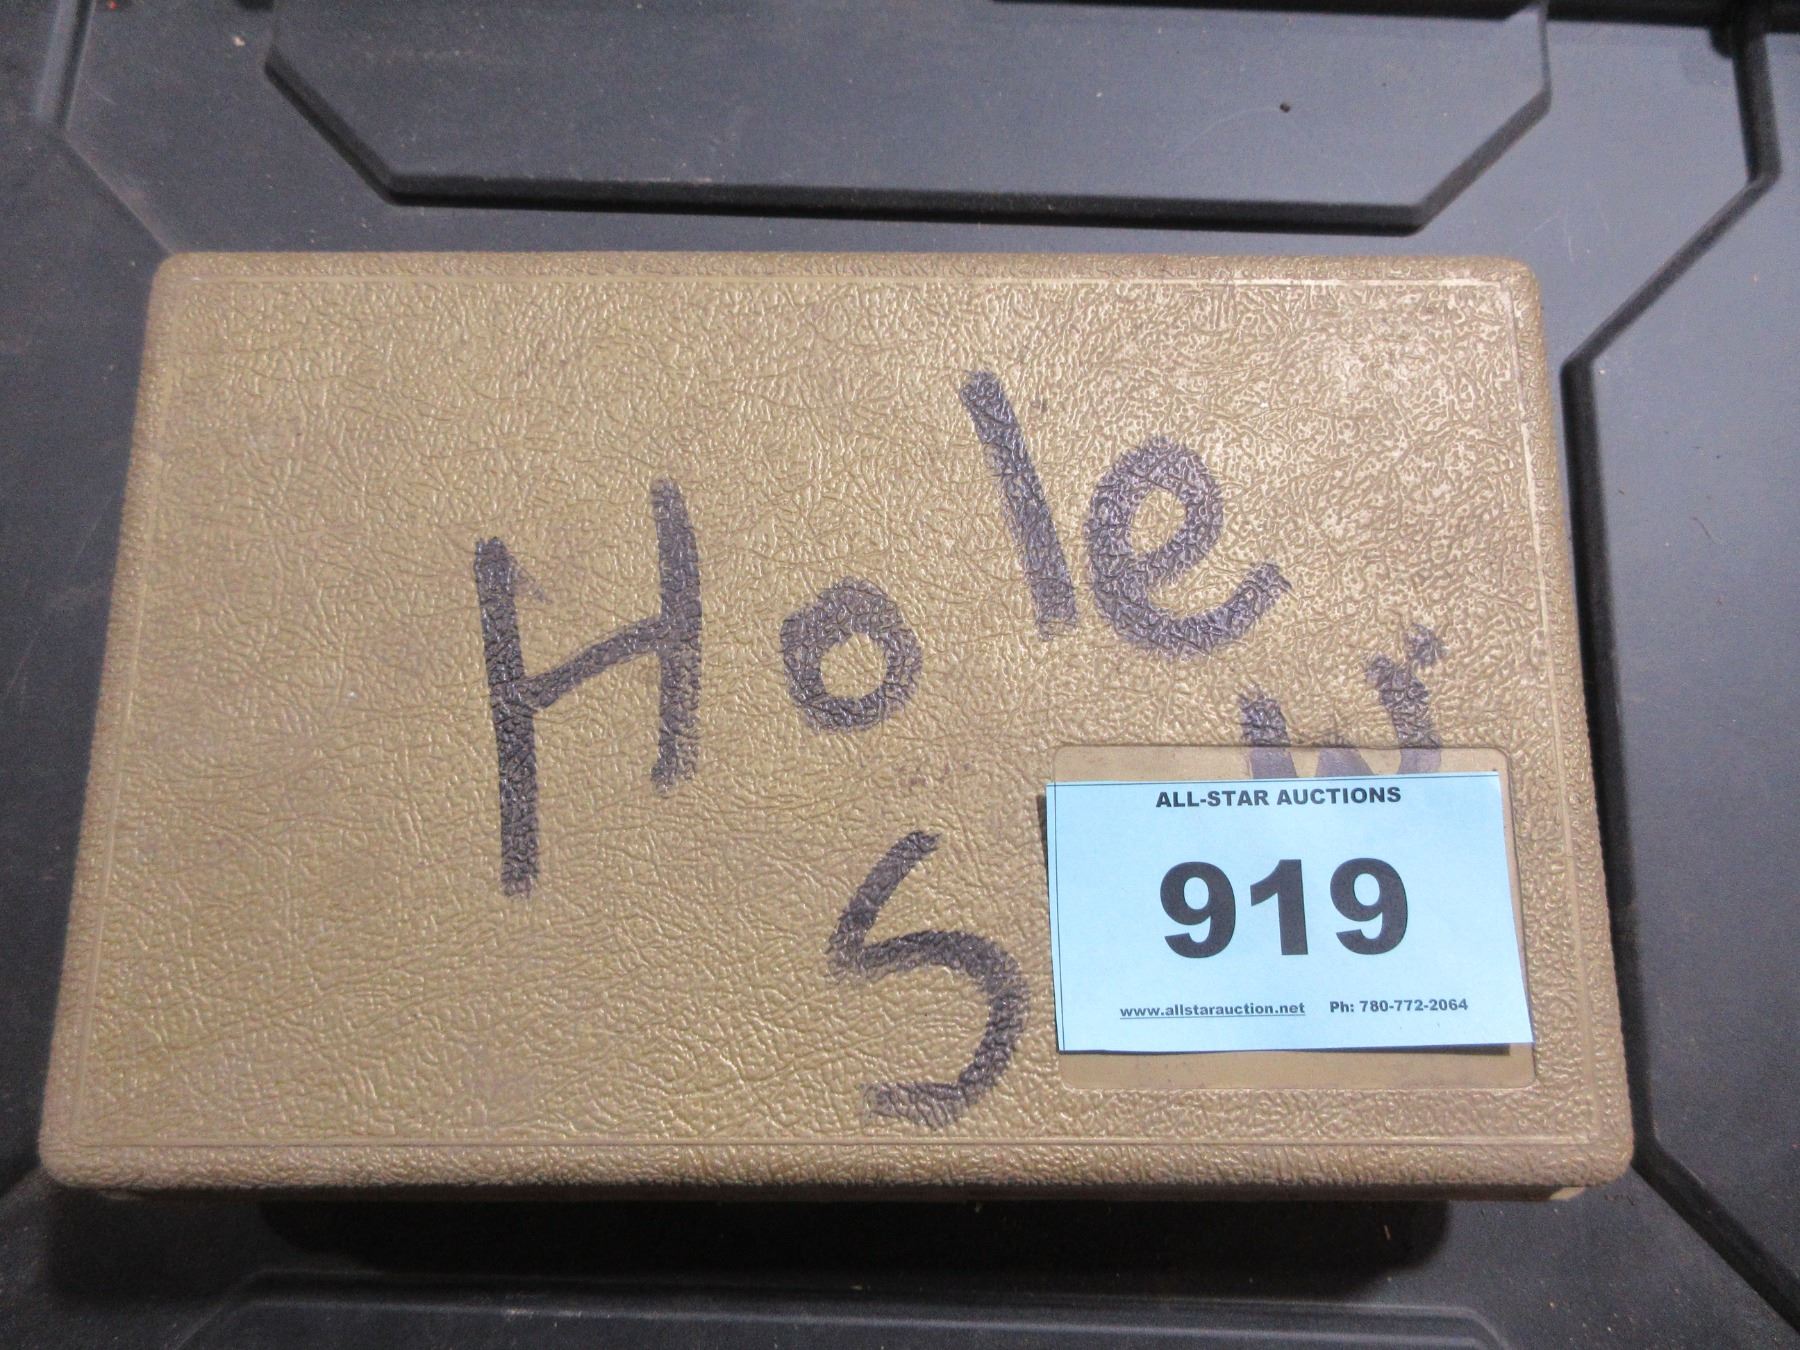 Hole
S
ALL-STAR AUCTIONS
919
www.allstarauction.net Ph: 780-772-2064